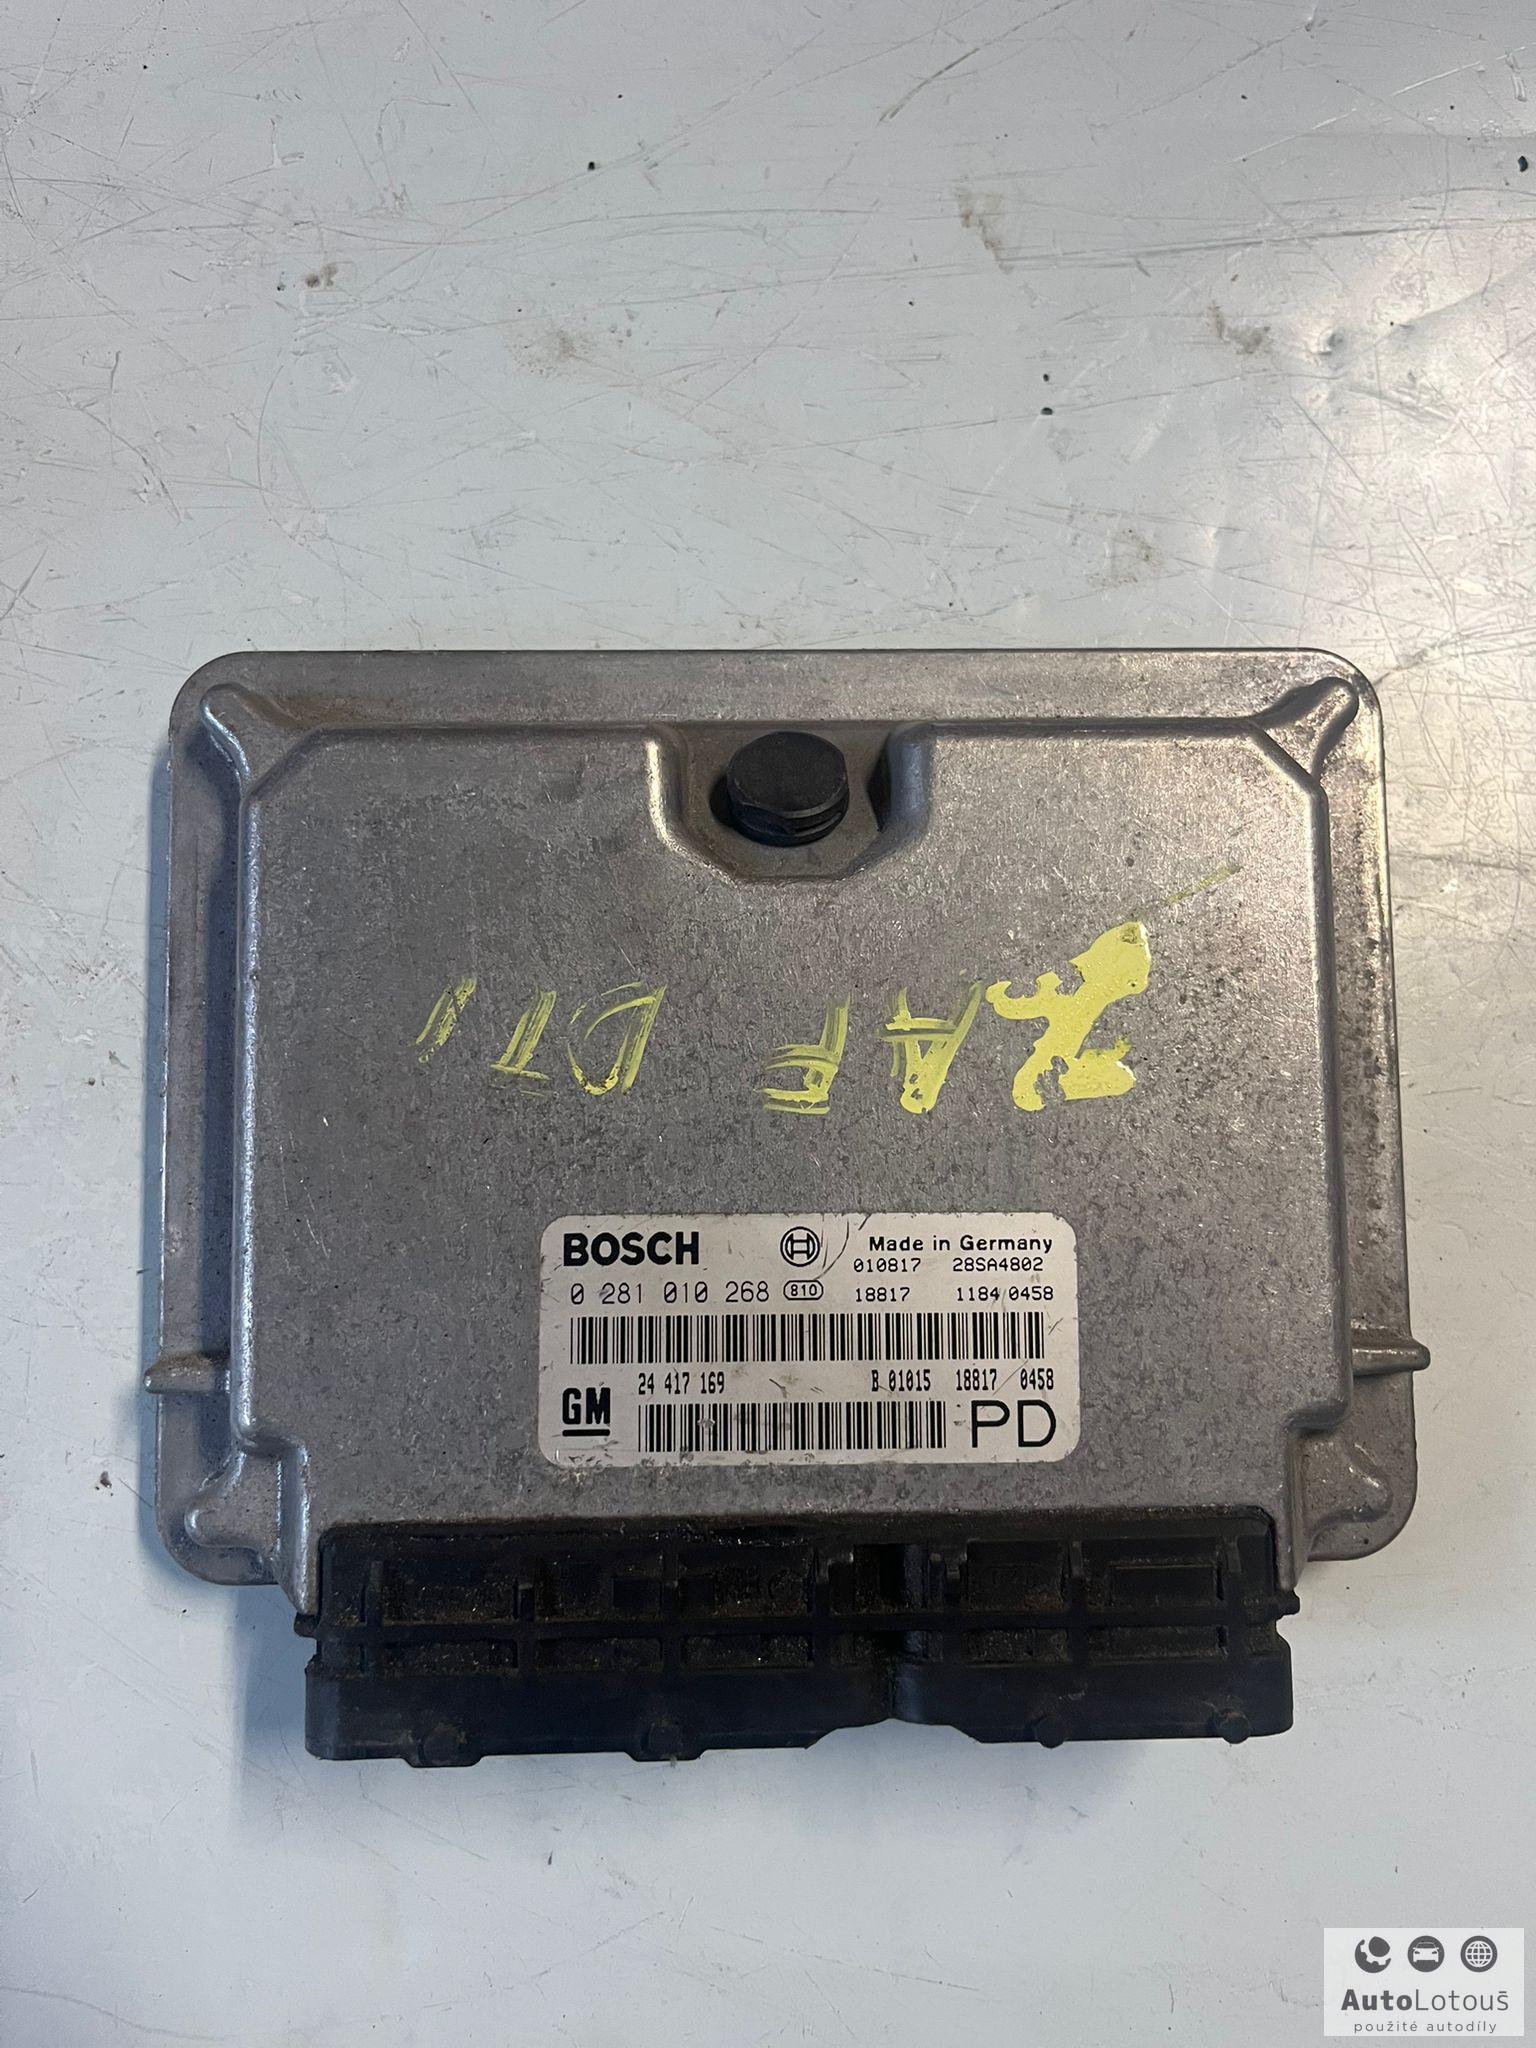 ZAF DTI
BOSCH Made in Germany
010817 28SA4802
0 281 010 268 810 18817 1184 0458
24 417 169 B 01015 18817 0458
GM PD
AutoLotouš
použité autodíly